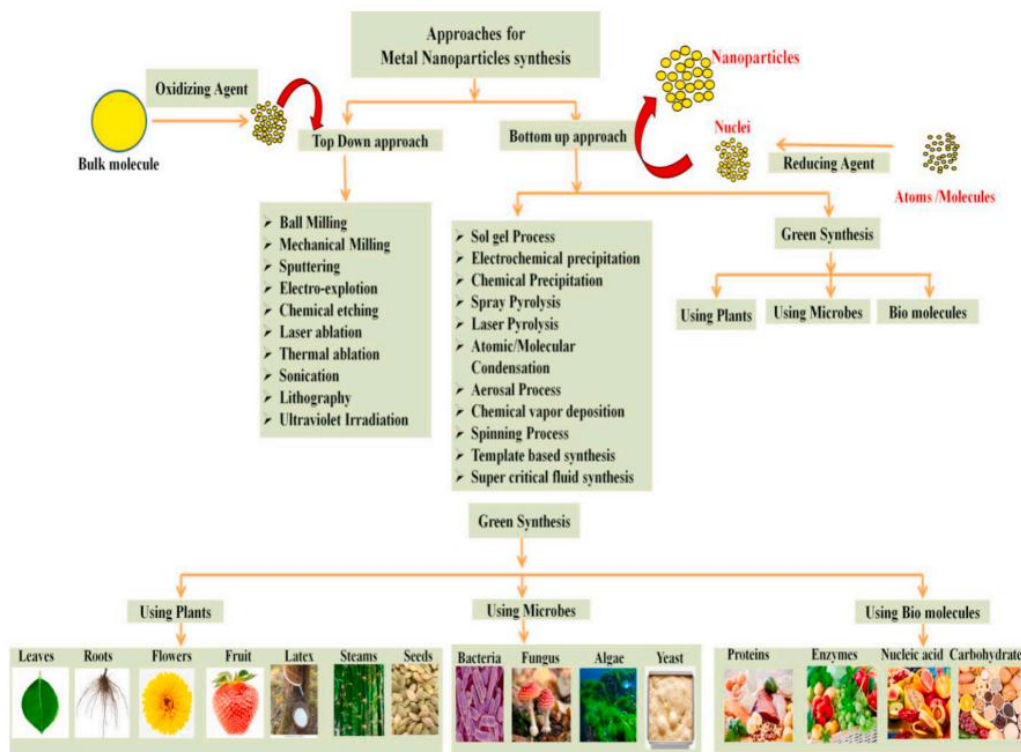 Approaches for
Metal Nanoparticles synthesis
Nanoparticles
Oxidizing Agent
Bulk molecule
Top Down approach
Bottom up approach
Nuclei
Reducing Agent
Atoms /Molecules
➤ Ball Milling
➤ Mechanical Milling
➤ Sputtering
➤ Electro-explotion
➤ Chemical etching
➤ Laser ablation
➤ Thermal ablation
➤ Sonication
➤ Lithography
➤ Ultraviolet Irradiation
➤ Sol gel Process
➤ Electrochemical precipitation
➤ Chemical Precipitation
➤ Spray Pyrolysis
➤ Laser Pyrolysis
➤ Atomic/Molecular
Condensation
➤ Aerosal Process
➤ Chemical vapor deposition
➤ Spinning Process
➤ Template based synthesis
➤ Super critical fluid synthesis
Green Synthesis
Using Plants
Using Microbes
Bio molecules
Green Synthesis
Using Plants
Using Microbes
Using Bio molecules
Leaves
Roots
Flowers
Fruit
Latex
Steams
Seeds
Bacteria
Fungus
Algae
Yeast
Proteins
Enzymes
Nucleic acid
Carbohydrate